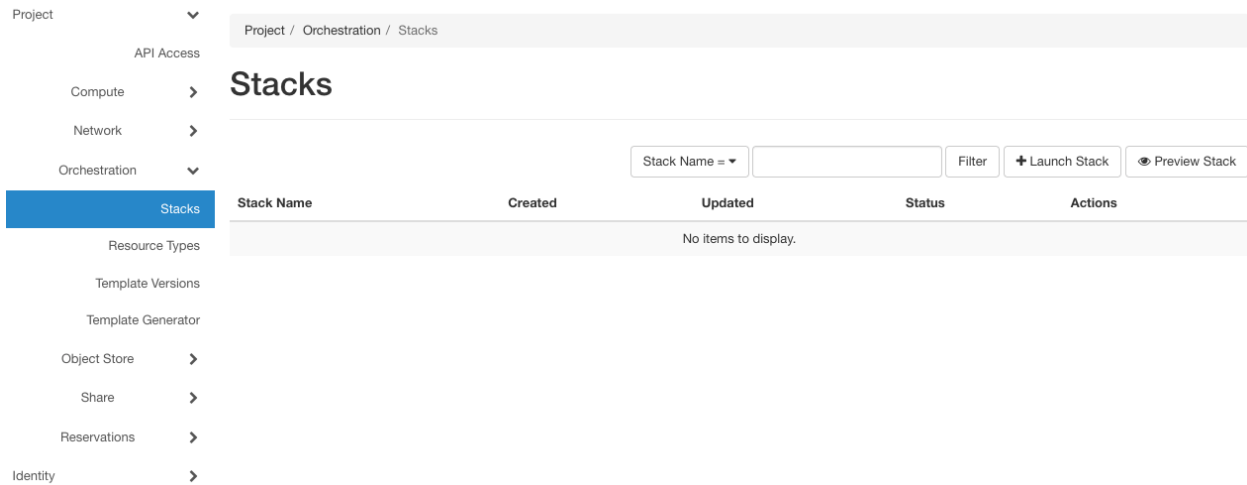 Project
API Access
Compute
Network
Orchestration
Stacks
Resource Types
Template Versions
Template Generator
Object Store
Share
Reservations
Identity
Project / Orchestration / Stacks
Stacks
Stack Name = Filter Launch Stack Preview Stack
Stack Name Created Updated Status Actions
No items to display.